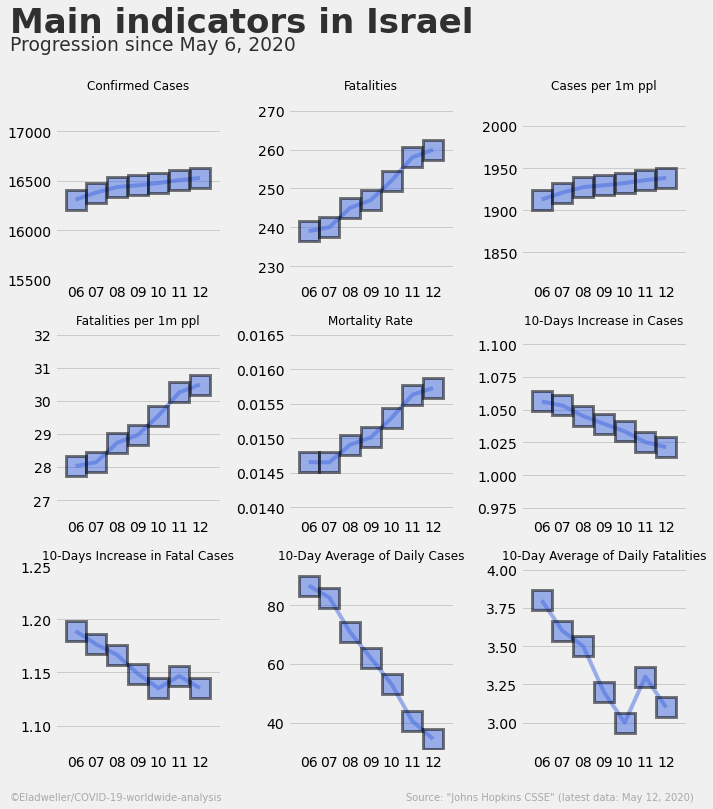 Main indicators in Israel
Progression since May 6, 2020
Confirmed Cases
17000
16500
16000
15500
06 07 08 09 10 11 12
Fatalities
270
260
250
240
230
06 07 08 09 10 11 12
Cases per 1m ppl
2000
1950
1900
1850
06 07 08 09 10 11 12
Fatalities per 1m ppl
32
31
30
29
28
27
06 07 08 09 10 11 12
Mortality Rate
0.0165
0.0160
0.0155
0.0150
0.0145
0.0140
06 07 08 09 10 11 12
10-Days Increase in Cases
1.100
1.075
1.050
1.025
1.000
0.975
06 07 08 09 10 11 12
10-Days Increase in Fatal Cases
1.25
1.20
1.15
1.10
06 07 08 09 10 11 12
10-Day Average of Daily Cases
80
60
40
06 07 08 09 10 11 12
10-Day Average of Daily Fatalities
4.00
3.75
3.50
3.25
3.00
06 07 08 09 10 11 12
©Eladweller/COVID-19-worldwide-analysis
Source: "Johns Hopkins CSSE" (latest data: May 12, 2020)